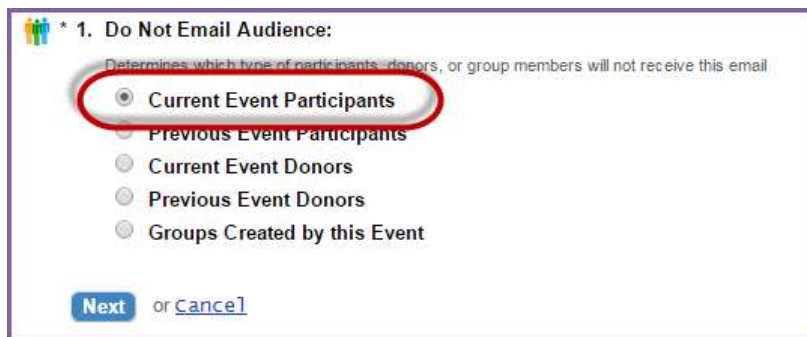 * 1. Do Not Email Audience:
Determines which type of participants, donors, or group members will not receive this email
Current Event Participants
Previous Event Participants
Current Event Donors
Previous Event Donors
Groups Created by this Event
Next or Cancel